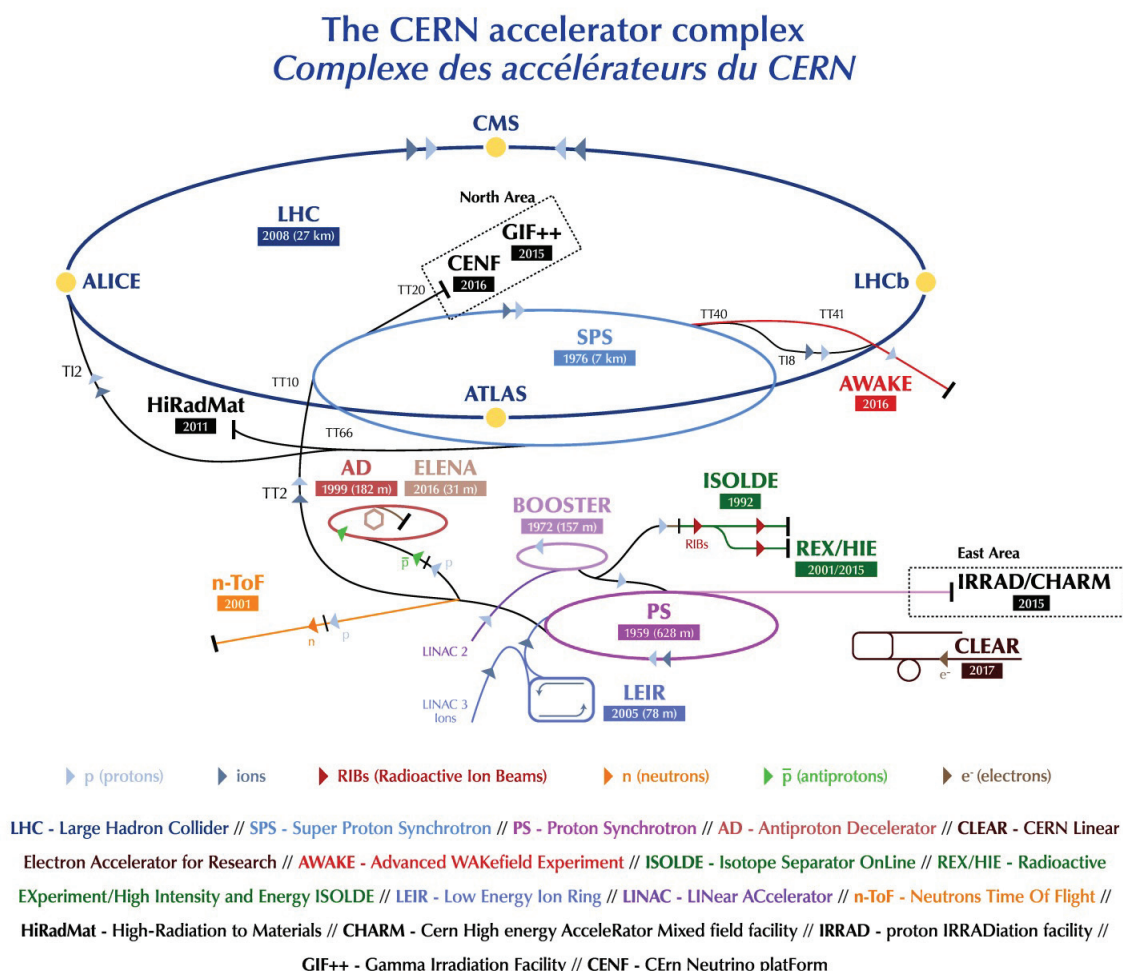 The CERN accelerator complex
Complexe des accélérateurs du CERN
CMS
North Area
LHC
2008 (27 km)
GIF++
2015
CENF
2016
ALICE
LHCb
TT20
TT40
TT41
SPS
1976 (7 km)
TI8
TI2
TT10
AWAKE
2016
ATLAS
HiRadMat
2011
TT66
AD
1999 (182 m)
ELENA
2016 (31 m)
TT2
ISOLDE
1992
BOOSTER
1972 (157 m)
RIBs
REX/HIE
2001/2015
East Area
p̅
p
n-ToF
2001
IRRAD/CHARM
2015
PS
1959 (628 m)
n
p
LINAC 2
CLEAR
2017
e-
LEIR
2005 (78 m)
LINAC 3
Ions
p (protons)
ions
RIBs (Radioactive Ion Beams)
n (neutrons)
p̅ (antiprotons)
e- (electrons)
LHC - Large Hadron Collider // SPS - Super Proton Synchrotron // PS - Proton Synchrotron // AD - Antiproton Decelerator // CLEAR - CERN Linear
Electron Accelerator for Research // AWAKE - Advanced WAKefield Experiment // ISOLDE - Isotope Separator OnLine // REX/HIE - Radioactive
EXperiment/High Intensity and Energy ISOLDE // LEIR - Low Energy Ion Ring // LINAC - LINear ACcelerator // n-ToF - Neutrons Time Of Flight //
HiRadMat - High-Radiation to Materials // CHARM - Cern High energy AcceleRator Mixed field facility // IRRAD - proton IRRADiation facility //
GIF++ - Gamma Irradiation Facility // CENF - CErn Neutrino platForm